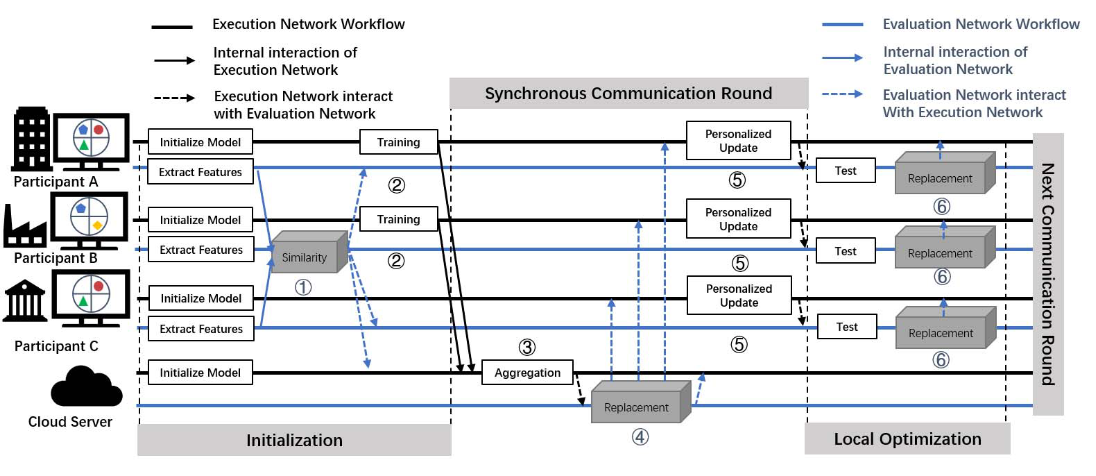 Execution Network Workflow
Internal interaction of
Execution Network
Execution Network interact
with Evaluation Network
Evaluation Network Workflow
Internal interaction of
Evaluation Network
Evaluation Network interact
With Execution Network
Synchronous Communication Round
Participant A
Initialize Model
Extract Features
Training
②
Personalized
Update
⑤
Test
Replacement
⑥
Participant B
Initialize Model
Extract Features
Similarity
①
Training
②
Personalized
Update
⑤
Test
Replacement
⑥
Participant C
Initialize Model
Extract Features
Personalized
Update
⑤
Test
Replacement
⑥
Cloud Server
Initialize Model
③
Aggregation
Replacement
④
Initialization
Local Optimization
Next Communication Round